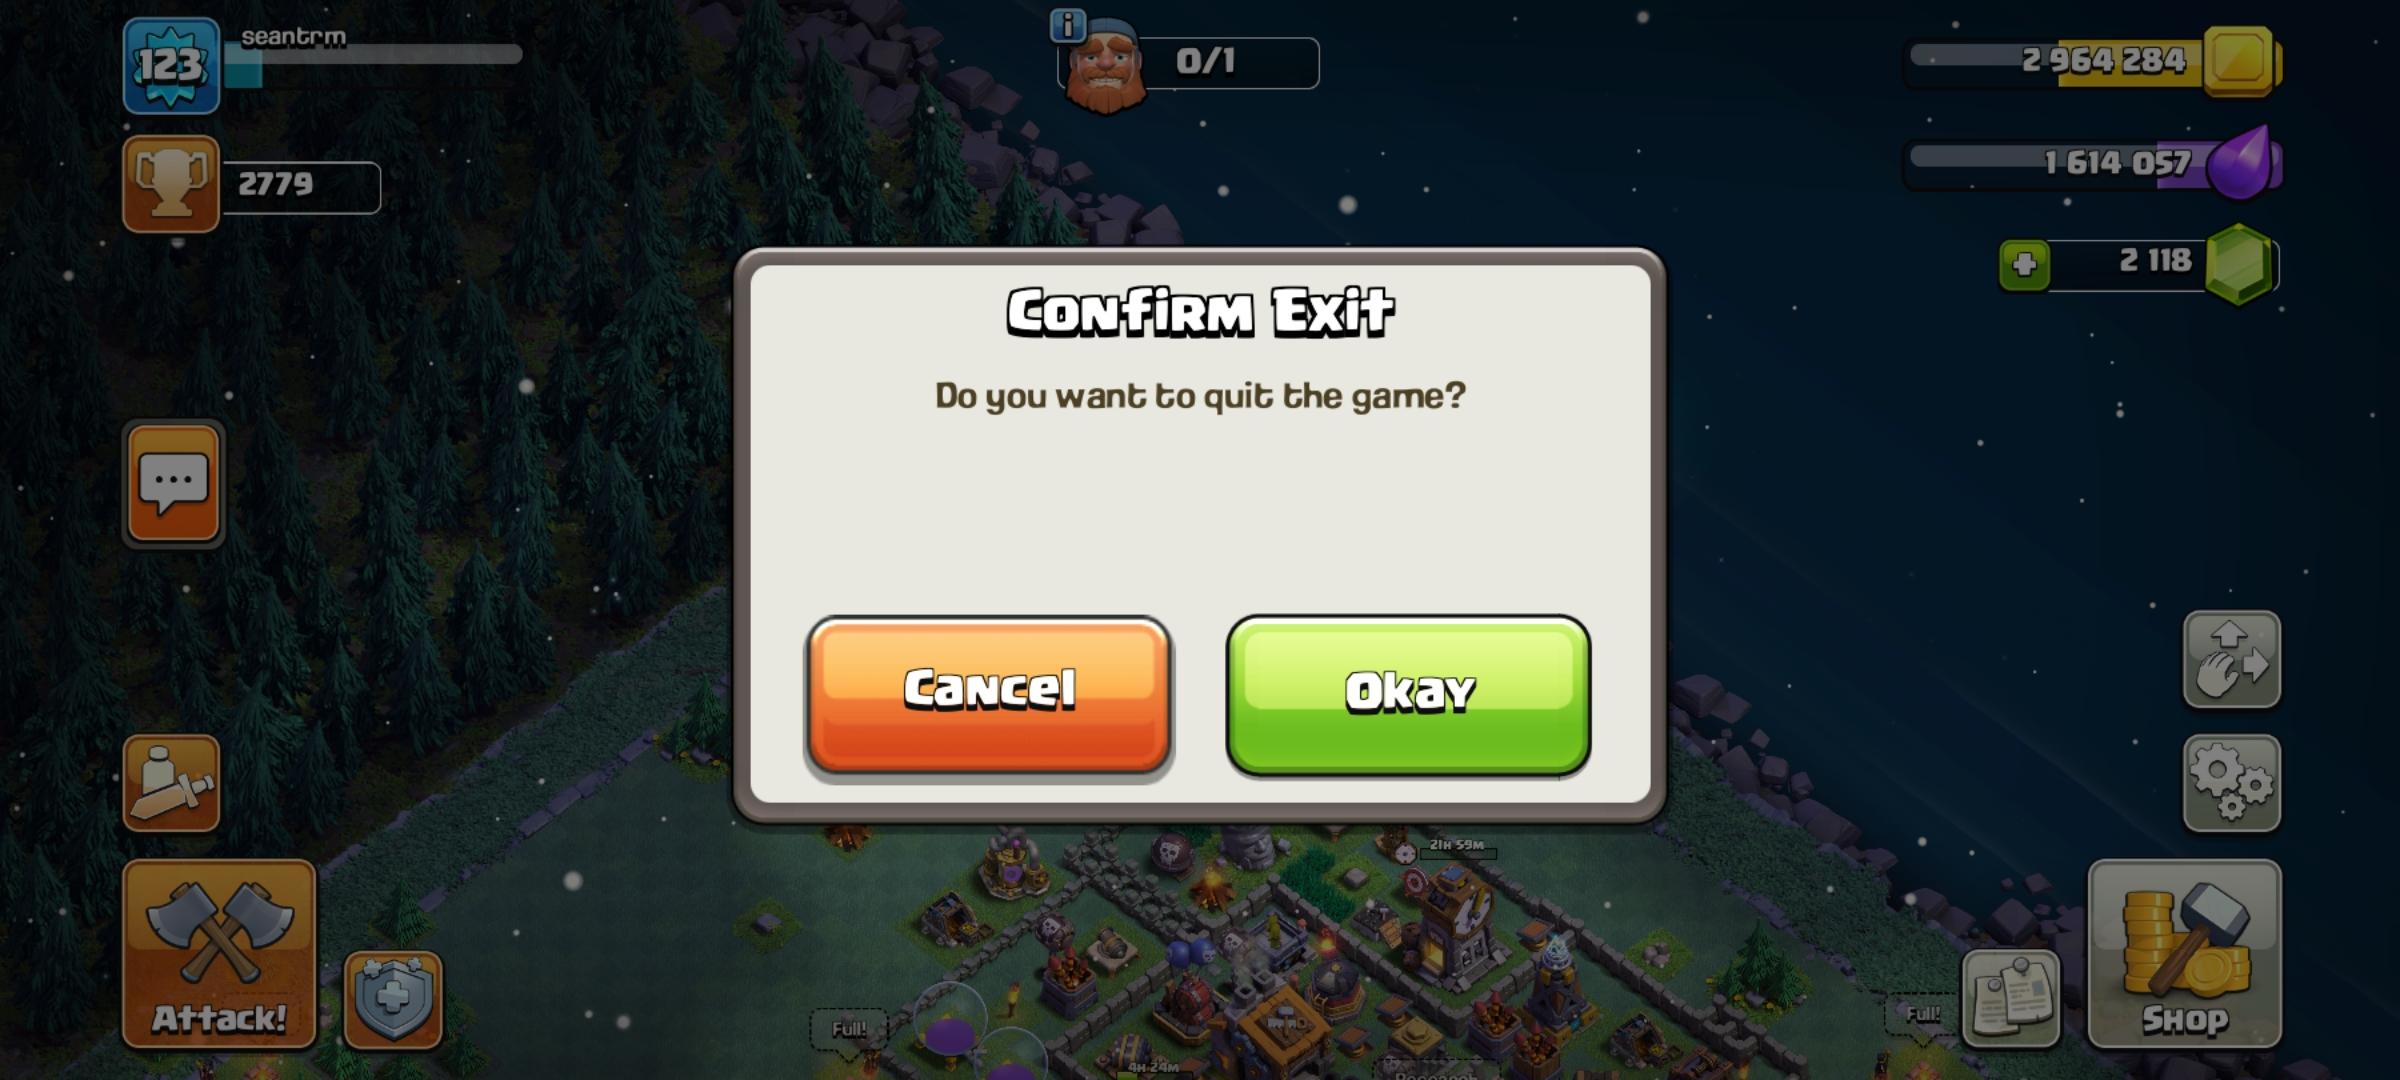 123
seantrm
0/1
2 964 284
2779
1 614 057
2 118
Confirm Exit
Do you want to quit the game?
Cancel
Okay
21H 59M
Attack!
Full!
Full!
Shop
4H 24M